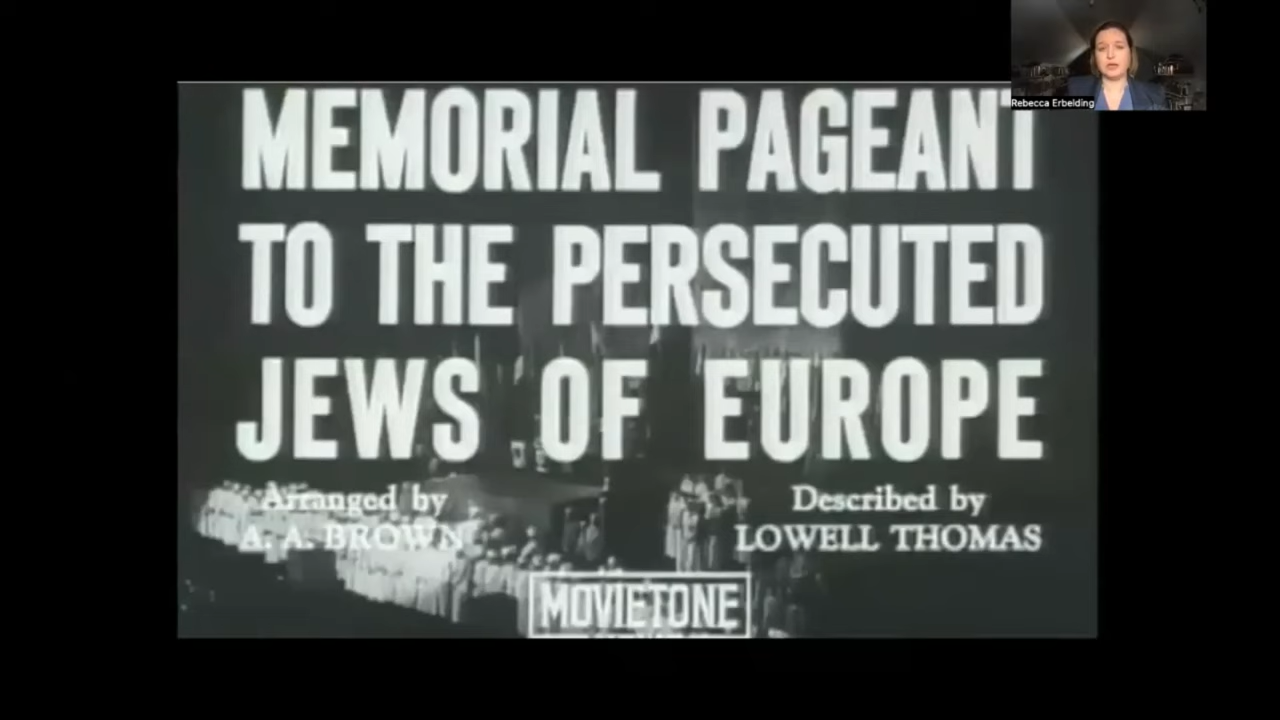 MEMORIAL PAGEANT
TO THE PERSECUTED
JEWS OF EUROPE
Arranged by
A. A. BROWN
Described by
LOWELL THOMAS
MOVIETONE
Rebecca Erbelding